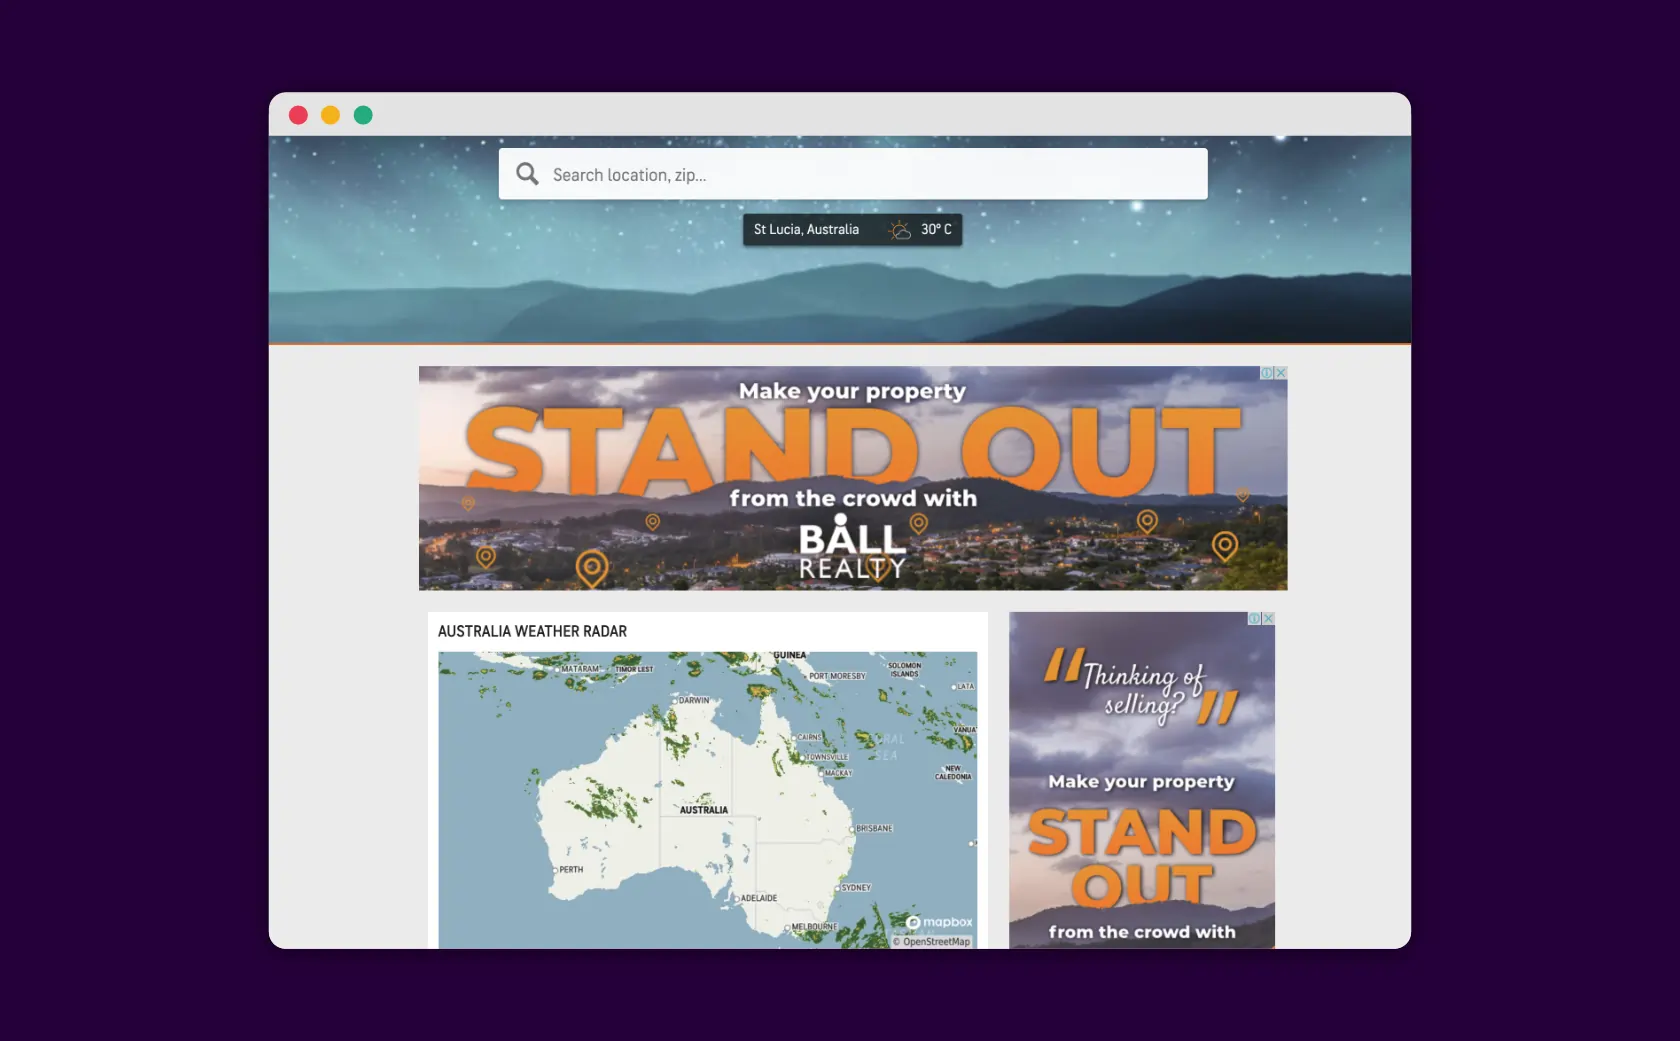 Search location, zip...
St Lucia, Australia 30° C
Make your property
STAND OUT
from the crowd with
BALL
REALTY
AUSTRALIA WEATHER RADAR
GUINEA
MATARAM
TIMOR LEST
PORT MORESBY
SOLOMON
ISLANDS
LATA
DARWIN
VANUAT
CAIRNS
TOWNSVILLE
MACKAY
NEW
CALEDONIA
AUSTRALIA
BRISBANE
PERTH
ADELAIDE
SYDNEY
MELBOURNE
mapbox
© OpenStreetMap
"Thinking of
selling?"
Make your property
STAND
OUT
from the crowd with